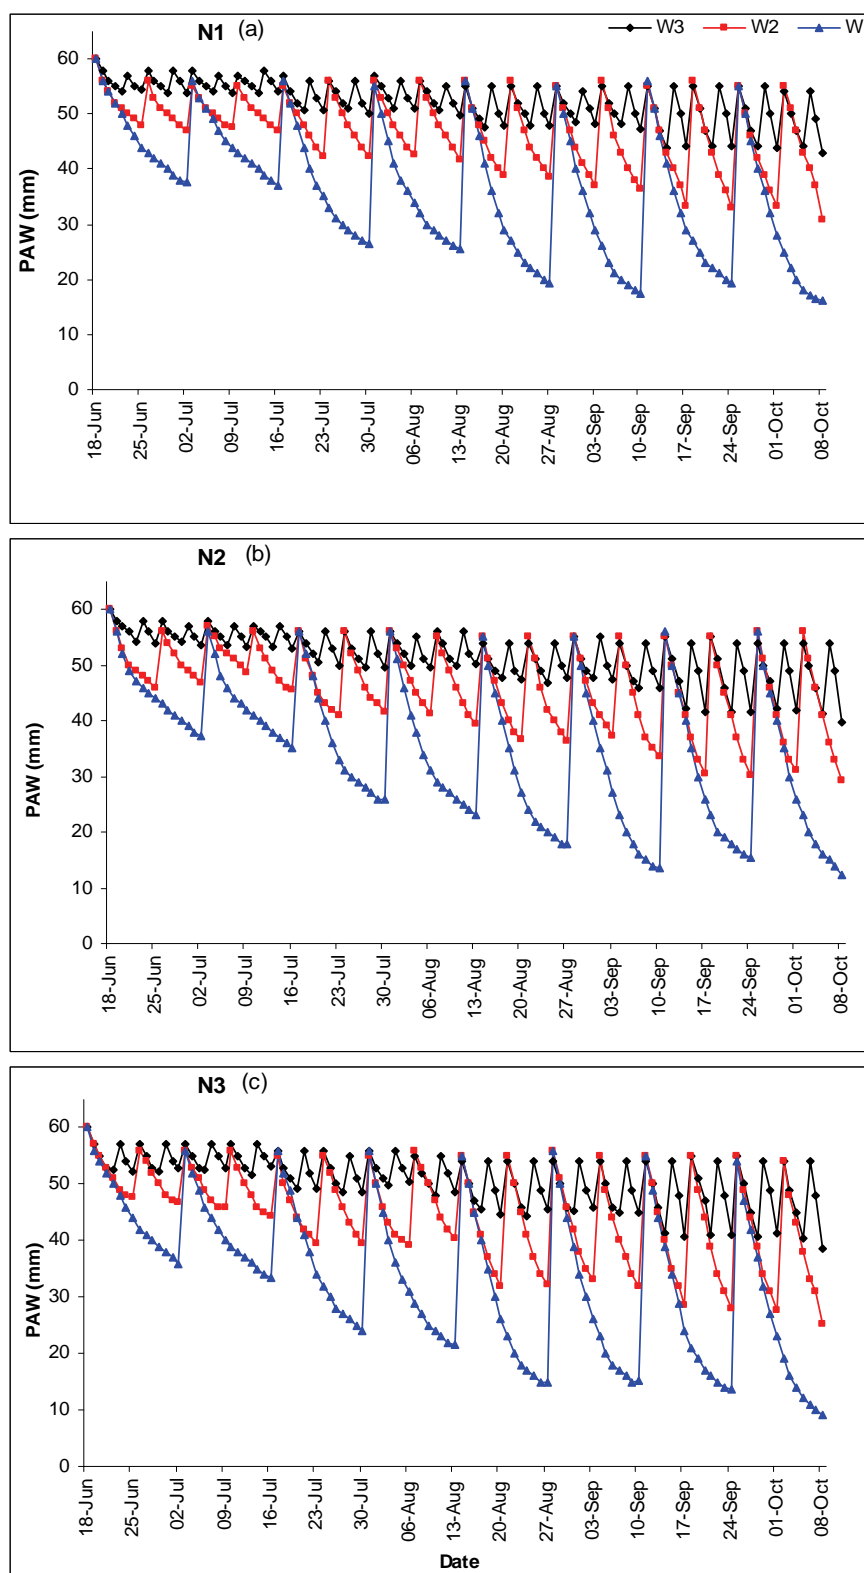 N1 (a)
W3 W2 W
PAW (mm)
60
50
40
30
20
10
0
18-Jun 25-Jun 02-Jul 09-Jul 16-Jul 23-Jul 30-Jul 06-Aug 13-Aug 20-Aug 27-Aug 03-Sep 10-Sep 17-Sep 24-Sep 01-Oct 08-Oct
N2 (b)
PAW (mm)
60
50
40
30
20
10
0
18-Jun 25-Jun 02-Jul 09-Jul 16-Jul 23-Jul 30-Jul 06-Aug 13-Aug 20-Aug 27-Aug 03-Sep 10-Sep 17-Sep 24-Sep 01-Oct 08-Oct
N3 (c)
PAW (mm)
60
50
40
30
20
10
0
18-Jun 25-Jun 02-Jul 09-Jul 16-Jul 23-Jul 30-Jul 06-Aug 13-Aug 20-Aug 27-Aug 03-Sep 10-Sep 17-Sep 24-Sep 01-Oct 08-Oct
Date